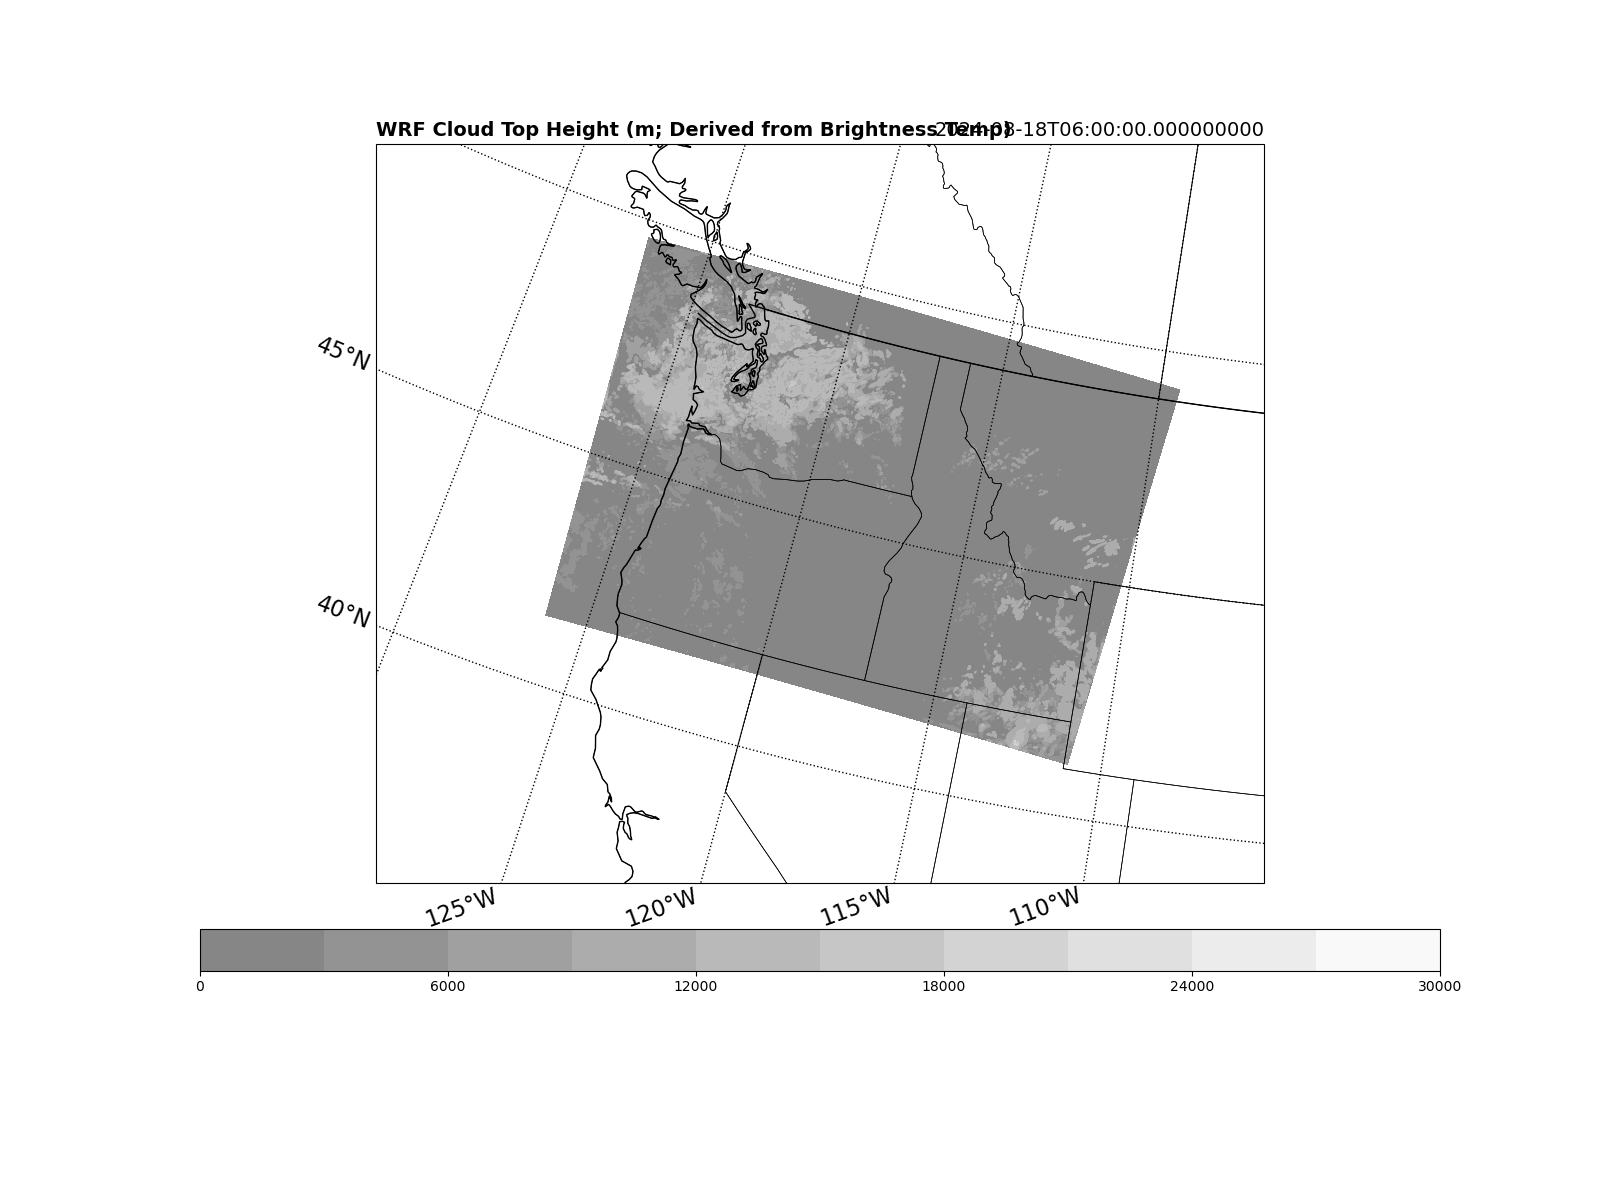 WRF Cloud Top Height (m; Derived from Brightness Temp) 2024-08-18T06:00:00.000000000
45°N
40°N
125°W 120°W 115°W 110°W
0 6000 12000 18000 24000 30000